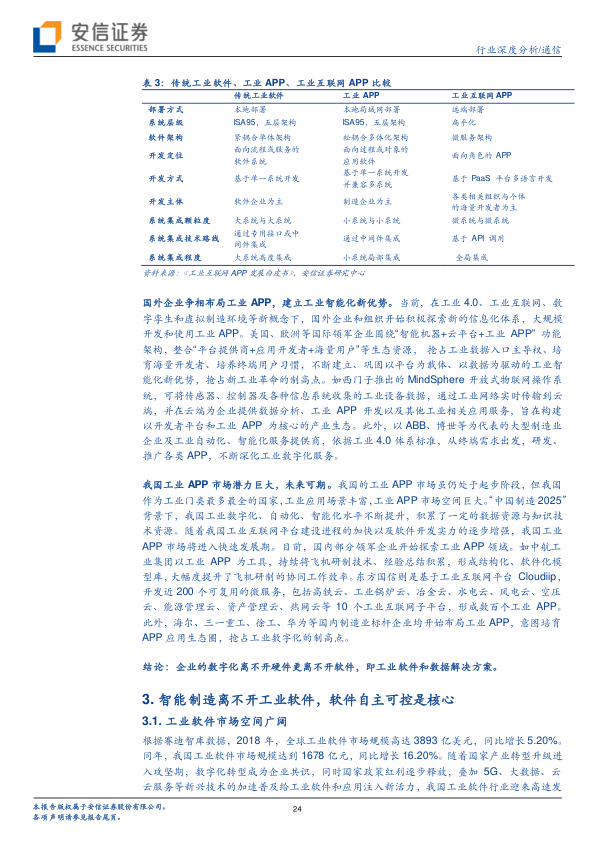 安信证券
ESSENCE SECURITIES
行业深度分析/通信
表 3：传统工业软件、工业 APP、工业互联网 APP 比较
传统工业软件 工业 APP 工业互联网 APP
部署方式 本地部署 本地局域网部署 远端部署
系统层级 ISA95，五层架构 ISA95，五层架构 扁平化
软件架构 紧耦合单体架构 松耦合多体化架构 微服务架构
开发定位 面向流程或服务的软件系统 面向过程或对象的应用软件 面向角色的 APP
开发方式 基于单一系统开发 基于单一系统开发并兼容多系统 基于 PaaS 平台多语言开发
开发主体 软件企业为主 制造企业为主 各类相关组织与个体的海量开发者为主
系统集成颗粒度 大系统与大系统 小系统与小系统 微系统与微系统
系统集成技术路线 通过专用接口或中间件集成 通过中间件集成 基于 API 调用
系统集成程度 大系统高度集成 小系统局部集成 全局集成
资料来源：《工业互联网 APP 发展白皮书》，安信证券研究中心
国外企业争相布局工业 APP，建立工业智能化新优势。当前，在工业 4.0、工业互联网、数
字孪生和虚拟制造环境等新概念下，国外企业和组织开始积极探索新的信息化体系，大规模
开发和使用工业 APP。美国、欧洲等国际领军企业围绕“智能机器+云平台+工业 APP” 功能
架构，整合“平台提供商+应用开发者+海量用户”等生态资源， 抢占工业数据入口主导权、培
育海量开发者、培养终端用户习惯，不断建立、巩固以平台为载体、以数据为驱动的工业智
能化新优势，抢占新工业革命的制高点。如西门子推出的 MindSphere 开放式物联网操作系
统，可将传感器、控制器及各种信息系统收集的工业设备数据，通过工业网络实时传输到云
端，并在云端为企业提供数据分析、工业 APP 开发以及其他工业相关应用服务，旨在构建
以开发者平台和工业 APP 为核心的产业生态。此外，以 ABB、博世等为代表的大型制造业
企业及工业自动化、智能化服务提供商，依据工业 4.0 体系标准，从终端需求出发，研发、
推广各类 APP，不断深化工业数字化服务。
我国工业 APP 市场潜力巨大，未来可期。我国的工业 APP 市场虽仍处于起步阶段，但我国
作为工业门类最多最全的国家，工业应用场景丰富，工业 APP 市场空间巨大。“中国制造 2025”
背景下，我国工业数字化、自动化、智能化水平不断提升，积累了一定的数据资源与知识技
术资源。随着我国工业互联网平台建设进程的加快以及软件开发实力的逐步增强，我国工业
APP 市场将进入快速发展期。目前，国内部分领军企业开始探索工业 APP 领域。如中航工
业集团以工业 APP 为工具，持续将飞机研制技术、经验总结积累，形成结构化、软件化模
型库，大幅度提升了飞机研制的协同工作效率。东方国信则是基于工业互联网平台 Cloudiip，
开发近 200 个可复用的微服务，包括高铁云、工业锅炉云、冶金云、水电云、风电云、空压
云、能源管理云、资产管理云、热网云等 10 个工业互联网子平台，形成数百个工业 APP。
此外，海尔、三一重工、徐工、华为等国内制造业标杆企业均开始布局工业 APP，意图培育
APP 应用生态圈，抢占工业数字化的制高点。
结论：企业的数字化离不开硬件更离不开软件，即工业软件和数据解决方案。
3. 智能制造离不开工业软件，软件自主可控是核心
3.1. 工业软件市场空间广阔
根据赛迪智库数据，2018 年，全球工业软件市场规模高达 3893 亿美元，同比增长 5.20%。
同年，我国工业软件市场规模达到 1678 亿元，同比增长 16.20%。随着国家产业转型升级进
入攻坚期，数字化转型成为企业共识，同时国家政策红利逐步释放，叠加 5G、大数据、云
云服务等新兴技术的加速普及给工业软件和应用注入新活力，我国工业软件行业迎来高速发
本报告版权属于安信证券股份有限公司。
24
各项声明请参见报告尾页。